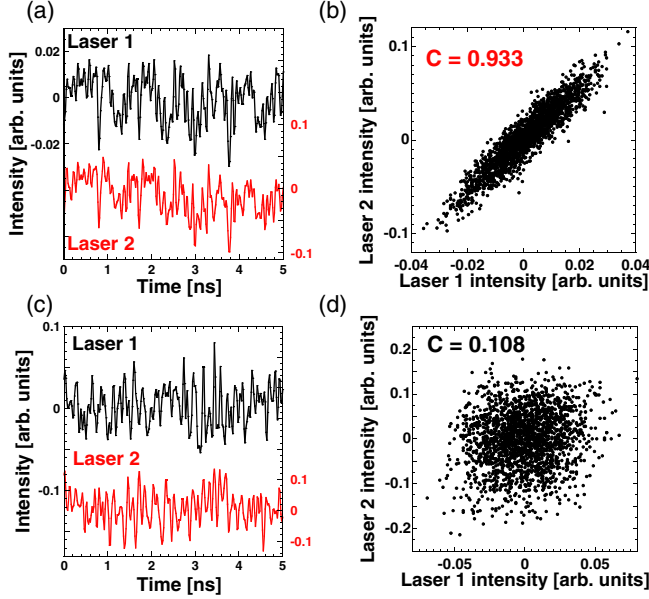 (a)
Laser 1
0.02
0
-0.02
0.1
0
-0.1
Laser 2
Intensity [arb. units]
0 1 2 3 4 5
Time [ns]
(b)
C = 0.933
0.1
0
-0.1
Laser 2 intensity [arb. units]
-0.04 -0.02 0 0.02 0.04
Laser 1 intensity [arb. units]
(c)
0.1
Laser 1
0
-0.1
Laser 2
0.1
0
-0.1
Intensity [arb. units]
0 1 2 3 4 5
Time [ns]
(d)
C = 0.108
0.2
0.1
0
-0.1
-0.2
Laser 2 intensity [arb. units]
-0.05 0 0.05
Laser 1 intensity [arb. units]